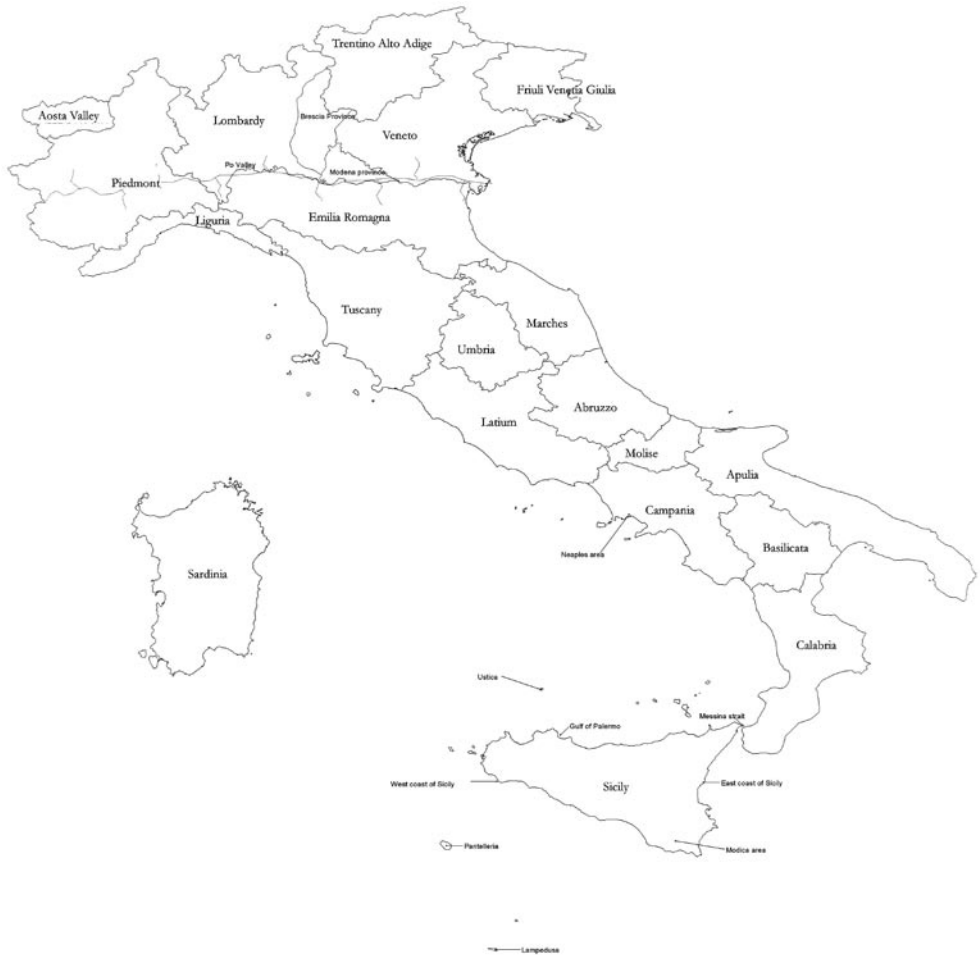 Trentino Alto Adige
Friuli Venetia Giulia
Aosta Valley
Lombardy
Brescia Province
Veneto
Po Valley
Modena province
Piedmont
Emilia Romagna
Liguria
Tuscany
Marches
Umbria
Abruzzo
Latium
Molise
Apulia
Campania
Basilicata
Neaples area
Sardinia
Calabria
Ustica
Messina strait
Gulf of Palermo
West coast of Sicily
East coast of Sicily
Sicily
Pantelleria
Modica area
Lampedusa